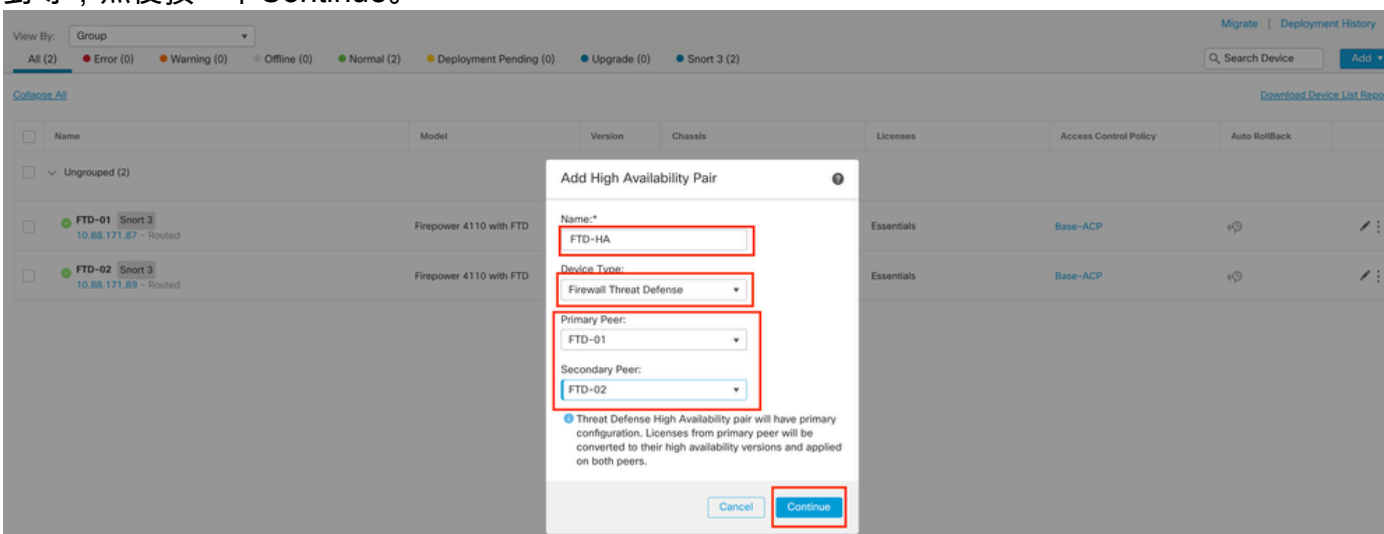 Migrate | Deployment History
View By: Group
All (2) Error (0) Warning (0) Offline (0) Normal (2) Deployment Pending (0) Upgrade (0) Snort 3 (2)
Search Device Add
Collapse All
Download Device List Repo
Name Model Version Chassis Licenses Access Control Policy Auto RollBack
Ungrouped (2)
FTD-01 Snort 3
10.88.171.87 - Routed
Firepower 4110 with FTD Essentials Base-ACP
FTD-02 Snort 3
10.88.171.89 - Routed
Firepower 4110 with FTD Essentials Base-ACP
Add High Availability Pair
Name:*
FTD-HA
Device Type:
Firewall Threat Defense
Primary Peer:
FTD-01
Secondary Peer:
FTD-02
Threat Defense High Availability pair will have primary
configuration. Licenses from primary peer will be
converted to their high availability versions and applied
on both peers.
Cancel Continue